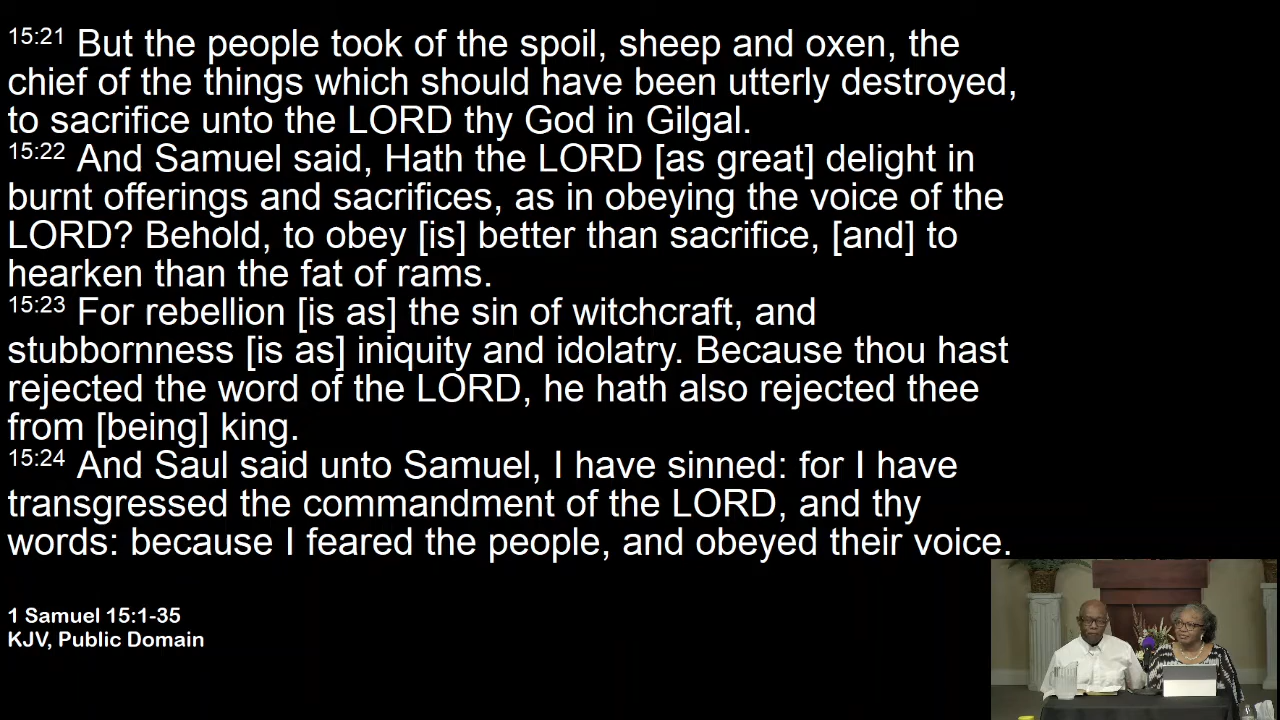 15:21 But the people took of the spoil, sheep and oxen, the
chief of the things which should have been utterly destroyed,
to sacrifice unto the LORD thy God in Gilgal.
15:22 And Samuel said, Hath the LORD [as great] delight in
burnt offerings and sacrifices, as in obeying the voice of the
LORD? Behold, to obey [is] better than sacrifice, [and] to
hearken than the fat of rams.
15:23 For rebellion [is as] the sin of witchcraft, and
stubbornness [is as] iniquity and idolatry. Because thou hast
rejected the word of the LORD, he hath also rejected thee
from [being] king.
15:24 And Saul said unto Samuel, I have sinned: for I have
transgressed the commandment of the LORD, and thy
words: because I feared the people, and obeyed their voice.
1 Samuel 15:1-35
KJV, Public Domain